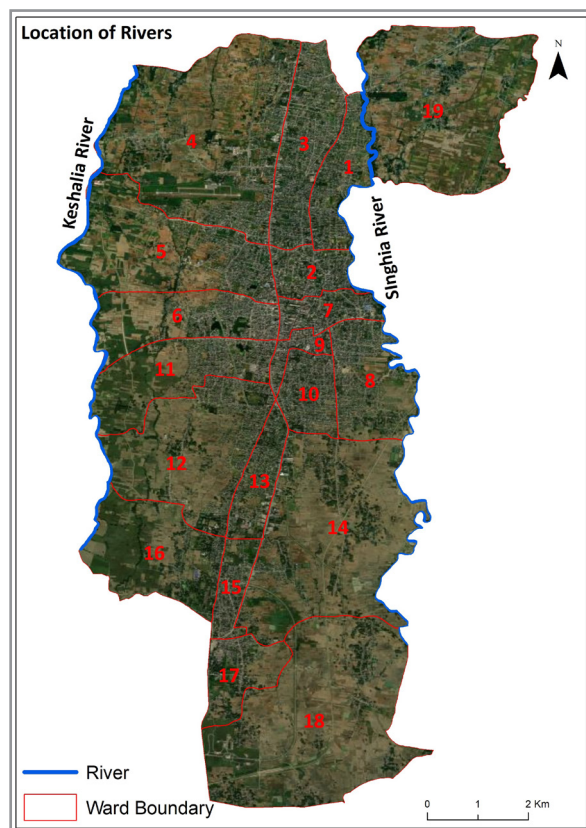 Location of Rivers
N
19
3
4
1
Keshalia River
Singhia River
5
2
6
7
9
11
8
10
12
13
14
16
15
17
18
River
Ward Boundary
0 1 2 Km